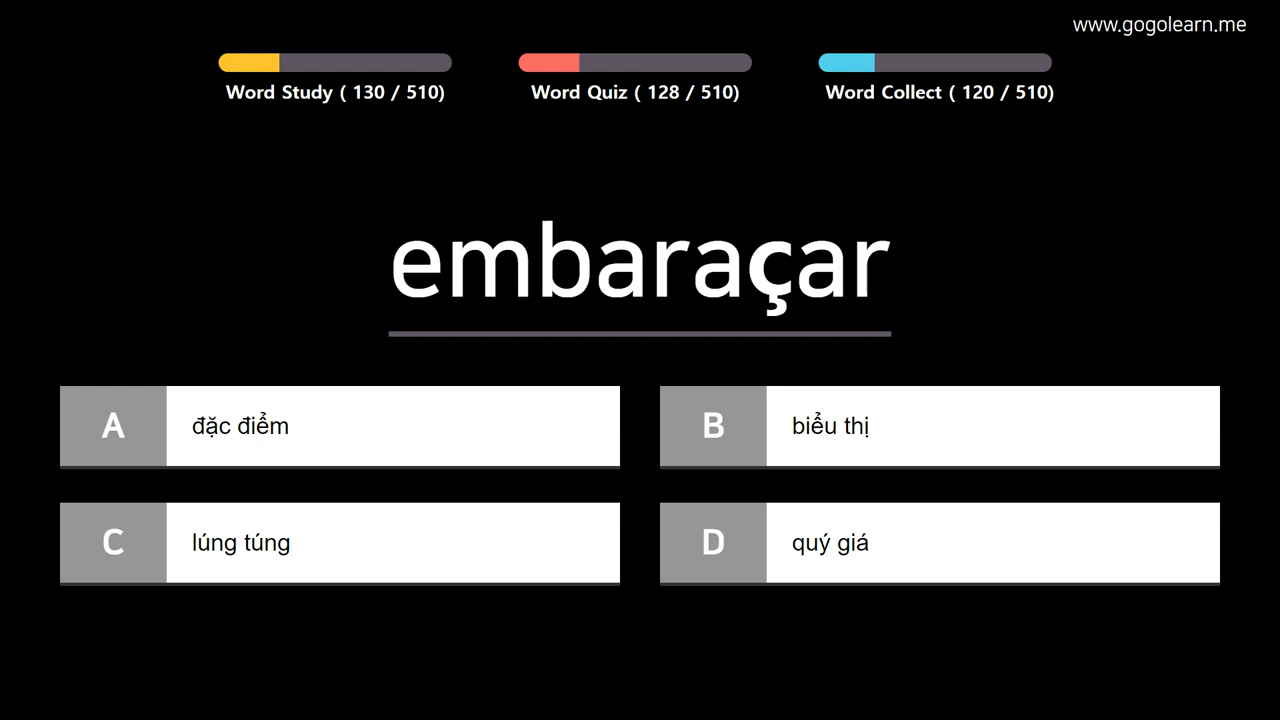 www.gogolearn.me
Word Study ( 130 / 510)
Word Quiz ( 128 / 510)
Word Collect ( 120 / 510)
embaraçar
A đặc điểm
B biểu thị
C lúng túng
D quý giá